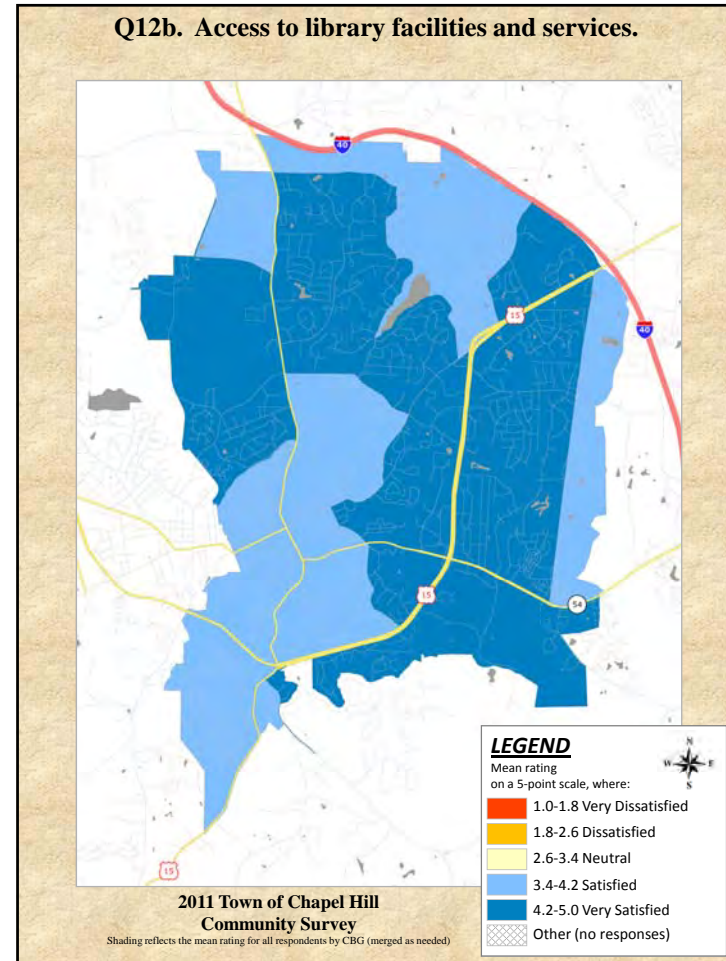 Q12b. Access to library facilities and services.
40
15
40
15
54
15
LEGEND
Mean rating
on a 5-point scale, where:
N
W E
S
1.0-1.8 Very Dissatisfied
1.8-2.6 Dissatisfied
2.6-3.4 Neutral
3.4-4.2 Satisfied
4.2-5.0 Very Satisfied
Other (no responses)
2011 Town of Chapel Hill
Community Survey
Shading reflects the mean rating for all respondents by CBG (merged as needed)